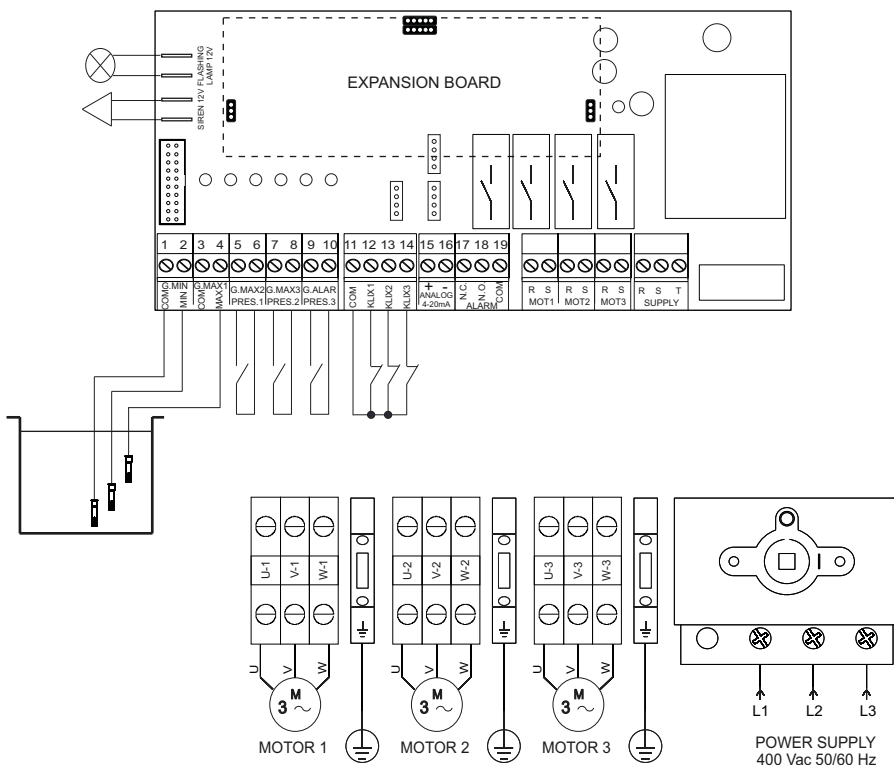 EXPANSION BOARD
FLASHING
LAMP 12V
SIREN 12V
1 2 3 4 5 6 7 8 9 10 11 12 13 14 15 16 17 18 19
G.MIN
COM
MIN
G.MAX1
COM
MAX1
G.MAX2
PRES.1
G.MAX3
PRES.2
G.ALAR
PRES.3
COM
KLIX1
KLIX2
KLIX3
+ -
ANALOG
4-20mA
N.C.
N.O.
COM
ALARM
R S
MOT1
R S
MOT2
R S
MOT3
R S T
SUPPLY
U-1 V-1 W-1
U-2 V-2 W-2
U-3 V-3 W-3
U V W
U V W
U V W
M
3 ~
M
3 ~
M
3 ~
MOTOR 1
MOTOR 2
MOTOR 3
L1 L2 L3
POWER SUPPLY
400 Vac 50/60 Hz